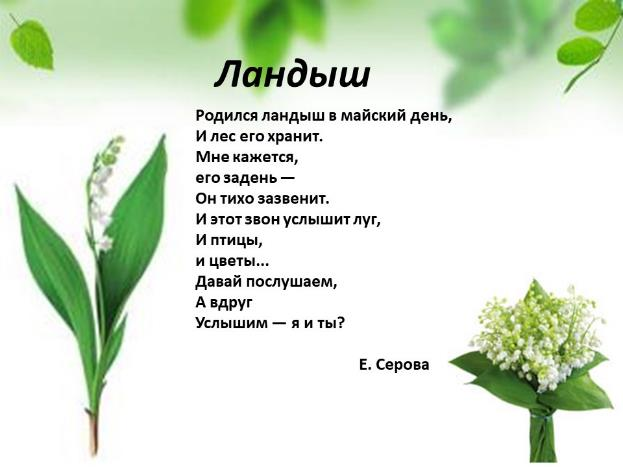 Ландыш
Родился ландыш в майский день,
И лес его хранит.
Мне кажется,
его задень —
Он тихо зазвенит.
И этот звон услышит луг,
И птицы,
и цветы...
Давай послушаем,
А вдруг
Услышим — я и ты?
Е. Серова